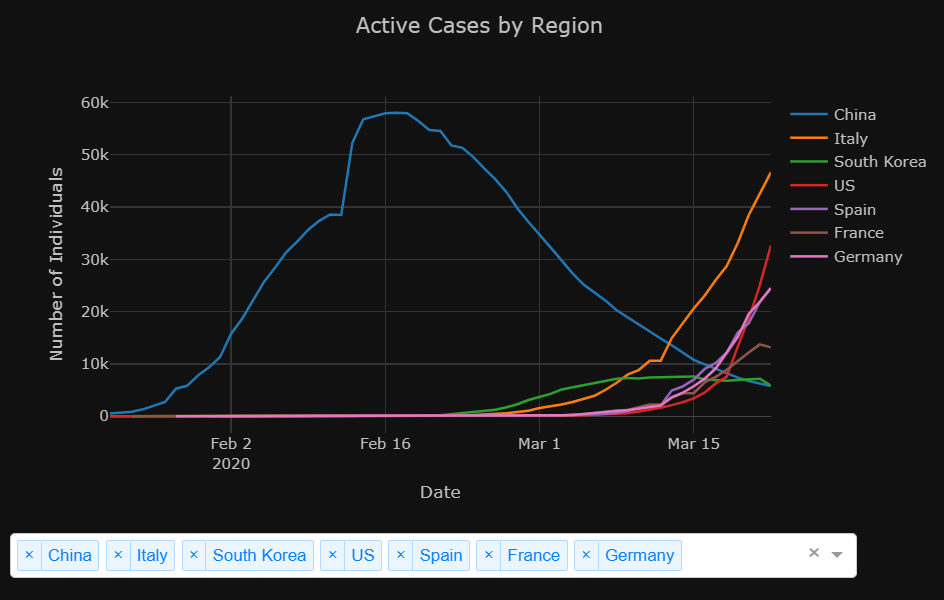 Active Cases by Region
Number of Individuals
60k
50k
40k
30k
20k
10k
0
Feb 2
2020
Feb 16
Mar 1
Mar 15
Date
China
Italy
South Korea
US
Spain
France
Germany
× China × Italy × South Korea × US × Spain × France × Germany ×